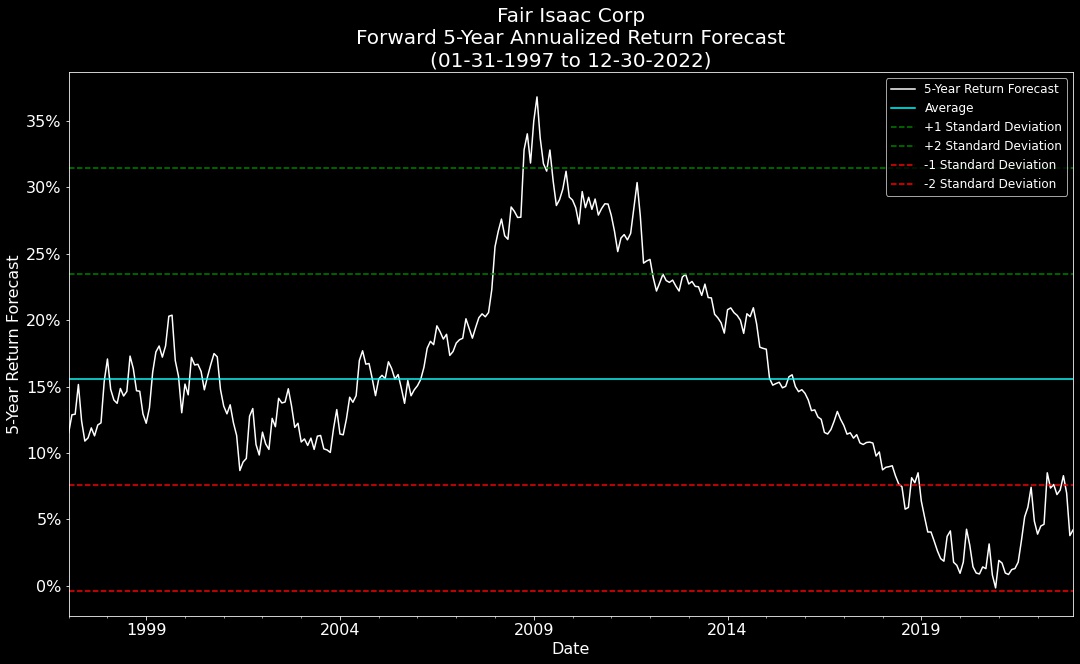 Fair Isaac Corp
Forward 5-Year Annualized Return Forecast
(01-31-1997 to 12-30-2022)
5-Year Return Forecast
Average
+1 Standard Deviation
+2 Standard Deviation
-1 Standard Deviation
-2 Standard Deviation
5-Year Return Forecast
35%
30%
25%
20%
15%
10%
5%
0%
1999
2004
2009
2014
2019
Date